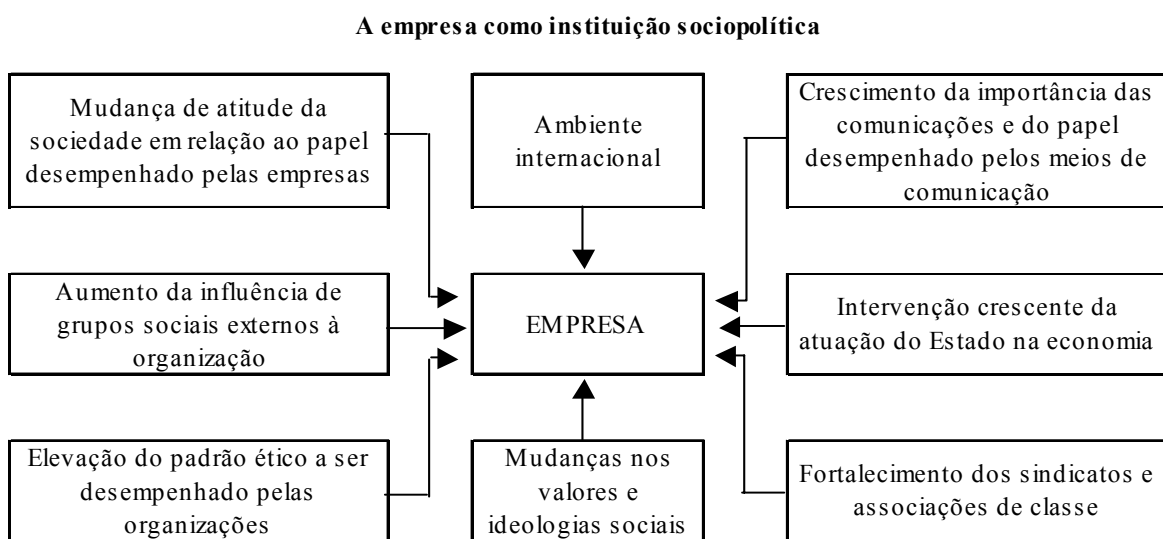 A empresa como instituição sociopolítica
Mudança de atitude da
sociedade em relação ao papel
desempenhado pelas empresas
Ambiente
internacional
Crescimento da importância das
comunicações e do papel
desempenhado pelos meios de
comunicação
Aumento da influência de
grupos sociais externos à
organização
EMPRESA
Intervenção crescente da
atuação do Estado na economia
Elevação do padrão ético a ser
desempenhado pelas
organizações
Mudanças nos
valores e
ideologias sociais
Fortalecimento dos sindicatos e
associações de classe